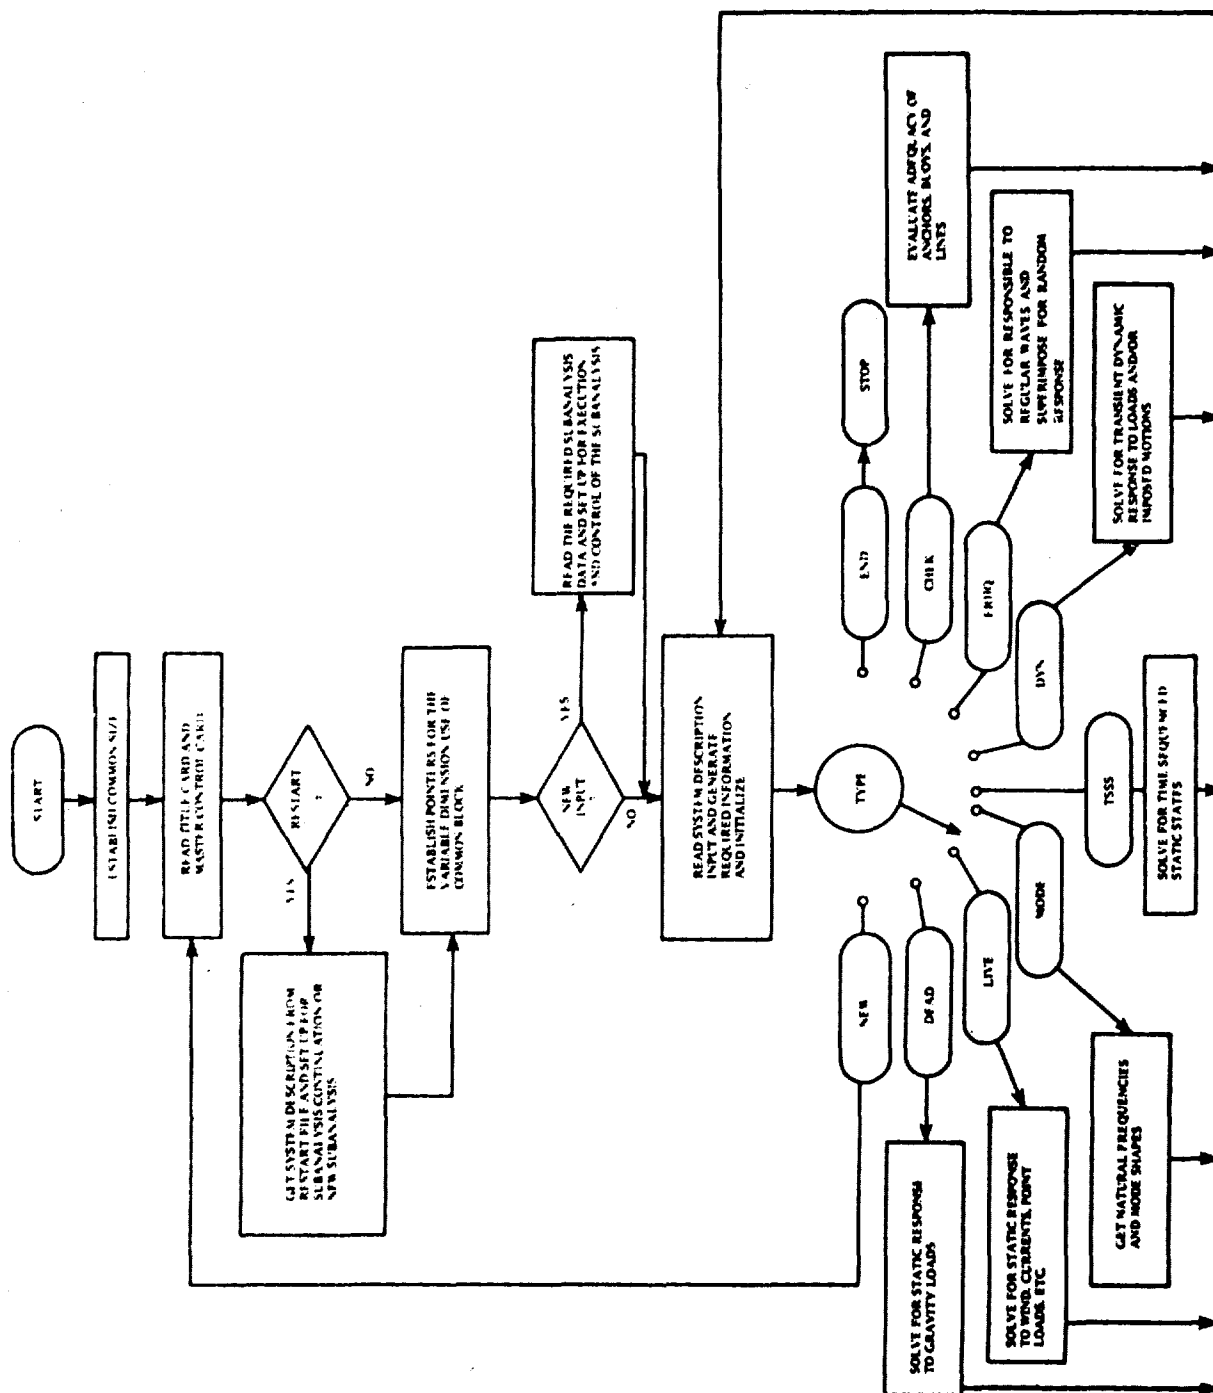 START
ESTABLISH COMMON SIZE
READ TITLE CARD AND
MASTER CONTROL CARD
RESTART
?
YES
NO
GET SYSTEM DESCRIPTION FROM
RESTART FILE AND SET UP FOR
SUBANALYSIS CONTINUATION OR
NEW SUBANALYSIS
ESTABLISH POINTERS FOR THE
VARIABLE DIMENSION USE OF
COMMON BLOCK
NEW
INPUT
?
YES
NO
READ THE REQUIRED SUBANALYSIS
DATA AND SET UP FOR EXECUTION
AND CONTROL OF THE SUBANALYSIS
READ SYSTEM DESCRIPTION
INPUT AND GENERATE
REQUIRED INFORMATION
AND INITIALIZE
TYPE
NEW
DEAD
LIVE
MODE
TSSS
DYN
FREQ
CHEK
END
STOP
SOLVE FOR STATIC RESPONSE
TO GRAVITY LOADS
SOLVE FOR STATIC RESPONSE
TO WIND, CURRENTS, POINT
LOADS, ETC.
GET NATURAL FREQUENCIES
AND MODE SHAPES
SOLVE FOR TIME SEQUENCED
STATIC STATES
SOLVE FOR TRANSIENT DYNAMIC
RESPONSE TO LOADS AND/OR
IMPOSED MOTIONS
SOLVE FOR RESPONSIBLE TO
REGULAR WAVES AND
SUPERIMPOSE FOR RANDOM
RESPONSE
EVALUATE ADEQUACY OF
ANCHORS, BUOYS, AND
LINES